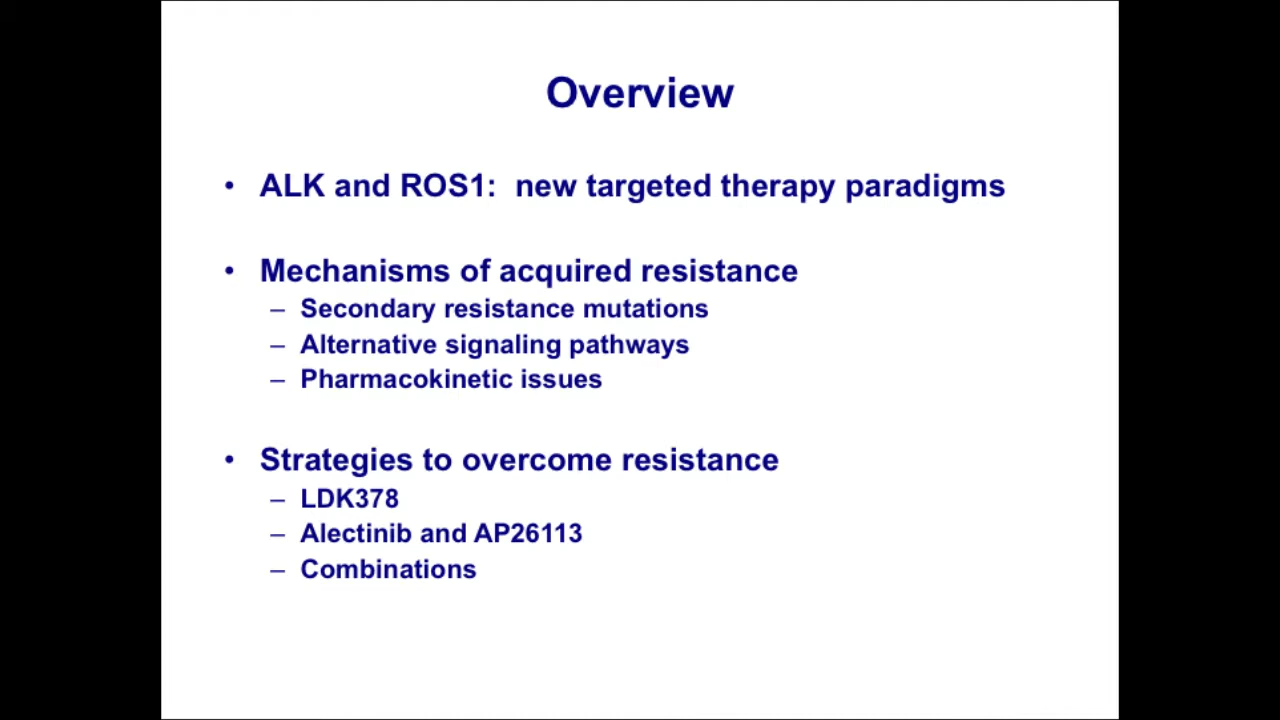 Overview
• ALK and ROS1:  new targeted therapy paradigms
• Mechanisms of acquired resistance
– Secondary resistance mutations
– Alternative signaling pathways
– Pharmacokinetic issues
• Strategies to overcome resistance
– LDK378
– Alectinib and AP26113
– Combinations